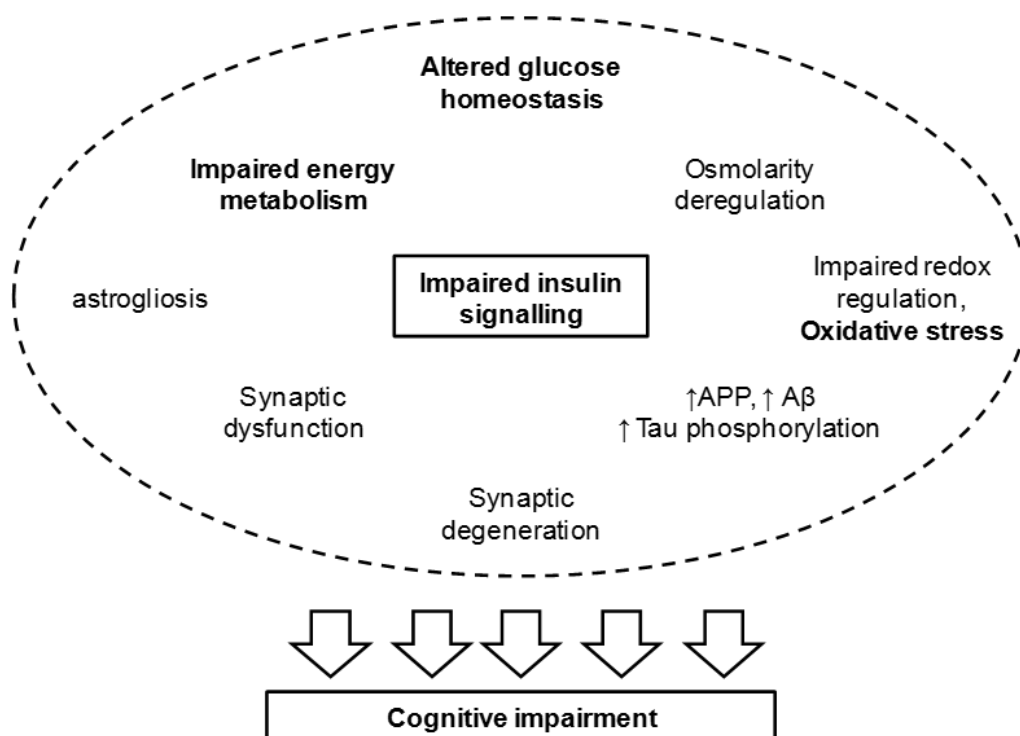 Altered glucose
homeostasis
Impaired energy
metabolism
Osmolarity
deregulation
astrogliosis
Impaired insulin
signalling
Impaired redox
regulation,
Oxidative stress
Synaptic
dysfunction
↑APP, ↑ Aβ
↑ Tau phosphorylation
Synaptic
degeneration
Cognitive impairment